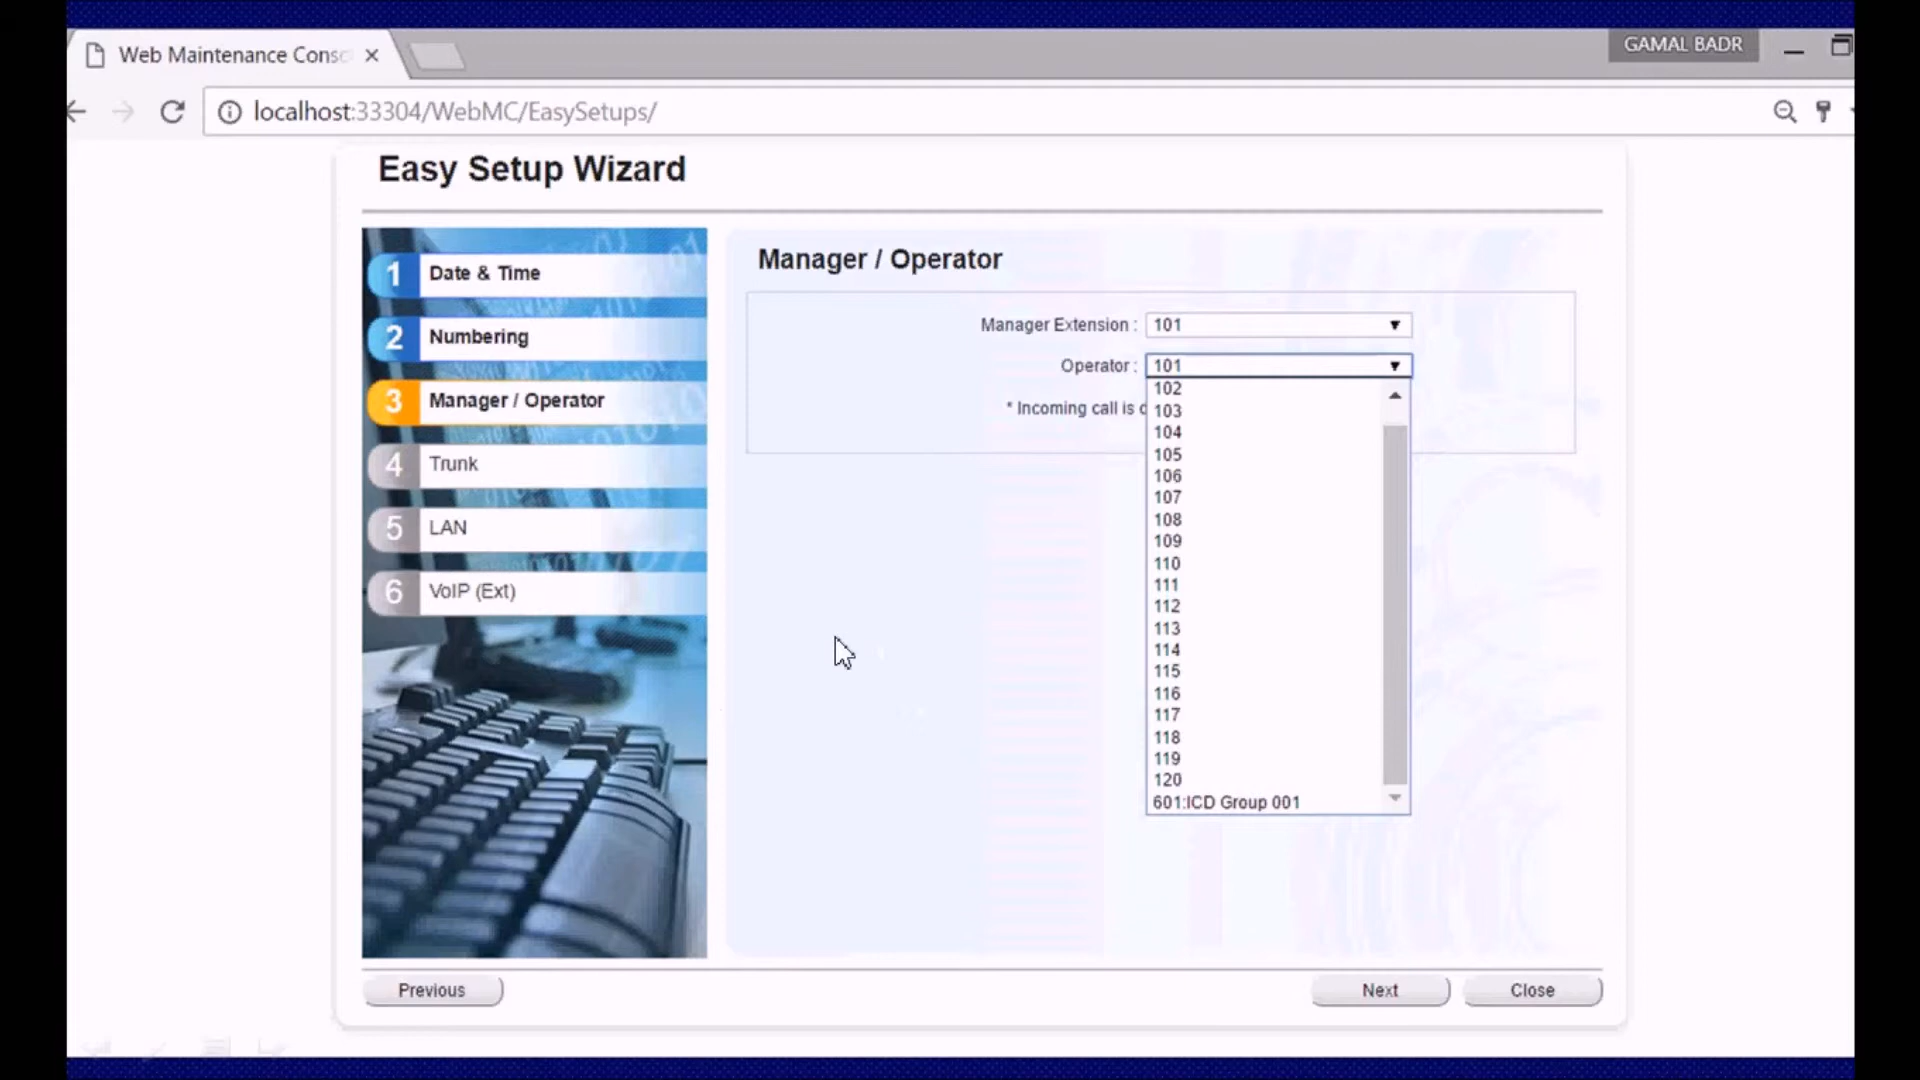 Web Maintenance Conso
GAMAL BADR
localhost:33304/WebMC/EasySetups/
Easy Setup Wizard
1 Date & Time
2 Numbering
3 Manager / Operator
4 Trunk
5 LAN
6 VoIP (Ext)
Manager / Operator
Manager Extension : 101
Operator : 101
* Incoming call is
102
103
104
105
106
107
108
109
110
111
112
113
114
115
116
117
118
119
120
601:ICD Group 001
Previous
Next
Close